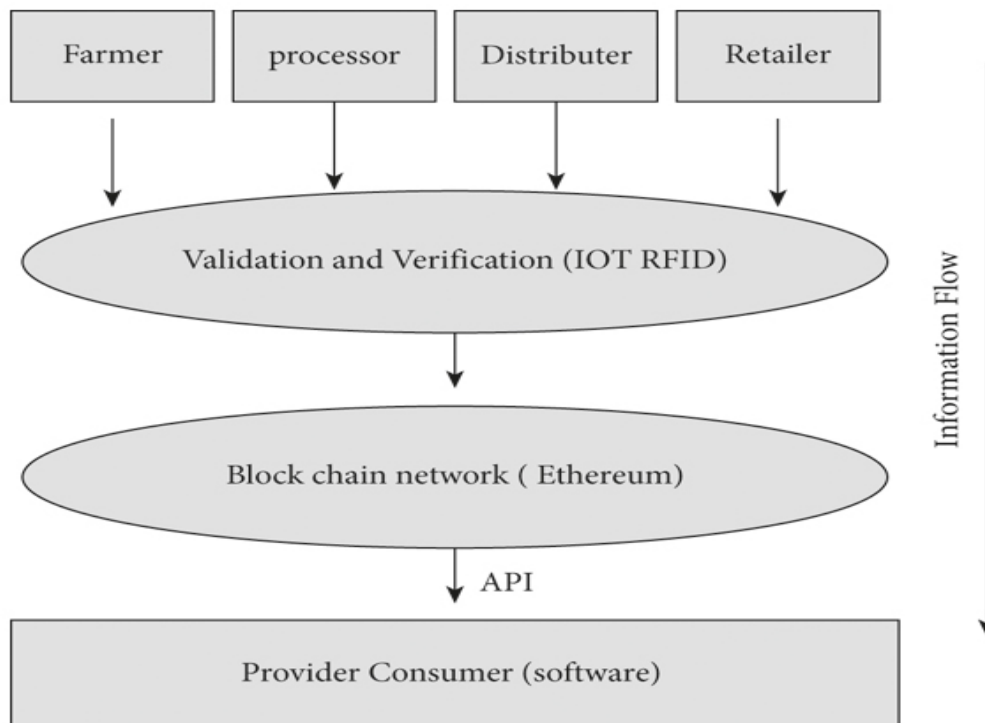 Farmer
processor
Distributer
Retailer
Validation and Verification (IOT RFID)
Block chain network ( Ethereum)
API
Provider Consumer (software)
Information Flow